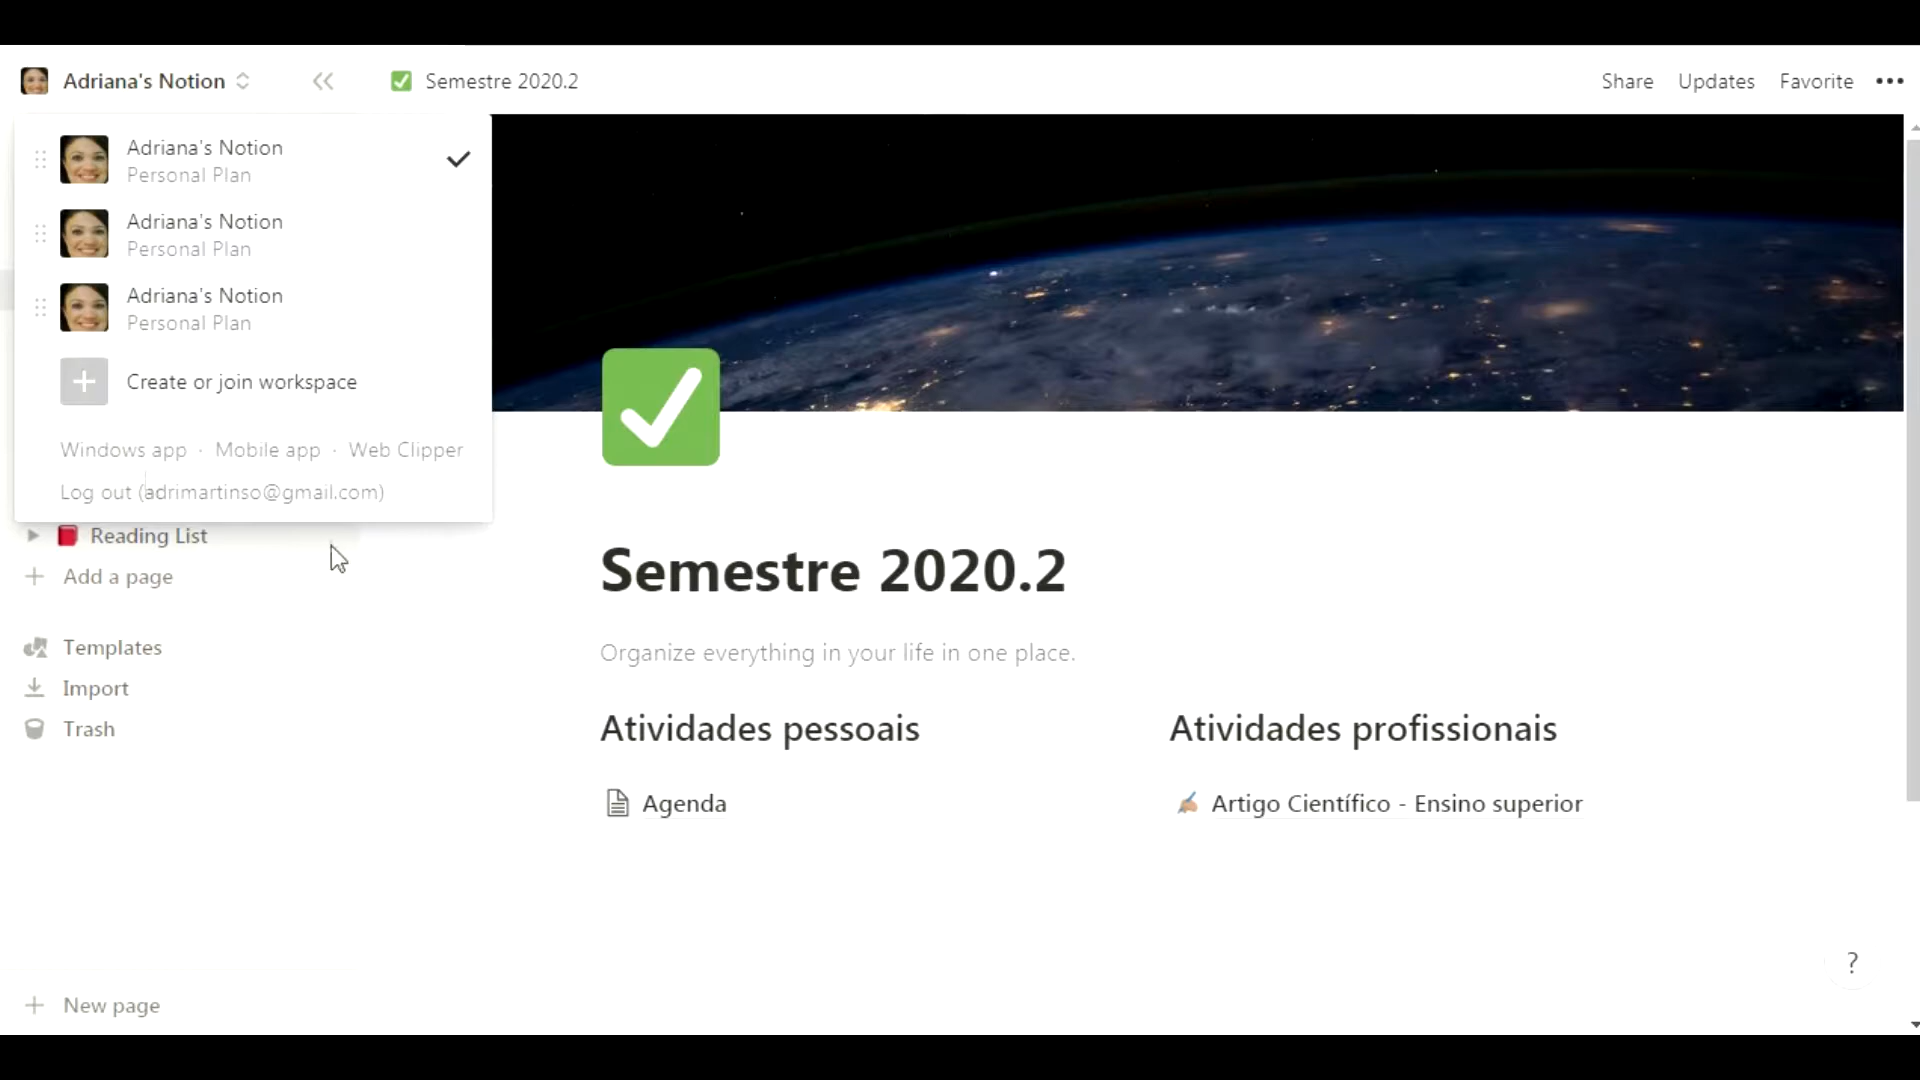 Adriana's Notion
Semestre 2020.2
Share Updates Favorite
Adriana's Notion
Personal Plan
Adriana's Notion
Personal Plan
Adriana's Notion
Personal Plan
Create or join workspace
Windows app · Mobile app · Web Clipper
Log out (adrimartinso@gmail.com)
Reading List
Add a page
Templates
Import
Trash
New page
Semestre 2020.2
Organize everything in your life in one place.
Atividades pessoais
Agenda
Atividades profissionais
Artigo Científico - Ensino superior
?